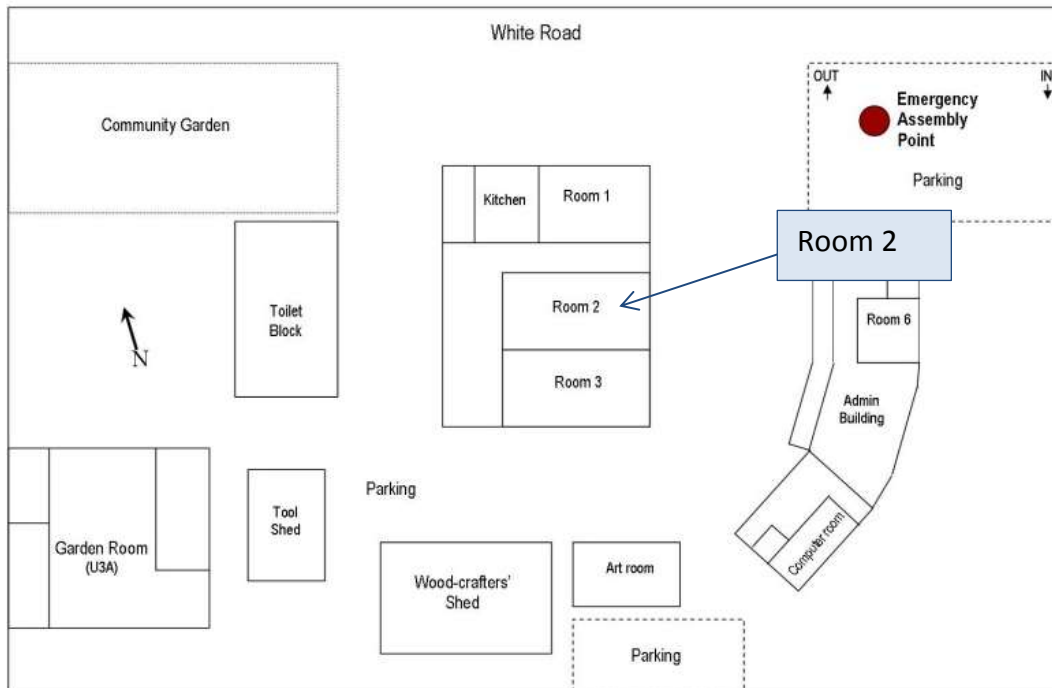 White Road
OUT
IN
Emergency
Assembly
Point
Parking
Community Garden
Kitchen
Room 1
Room 2
Room 2
Room 3
Toilet
Block
N
Room 6
Admin
Building
Computer room
Parking
Tool
Shed
Garden Room
(U3A)
Wood-crafters'
Shed
Art room
Parking